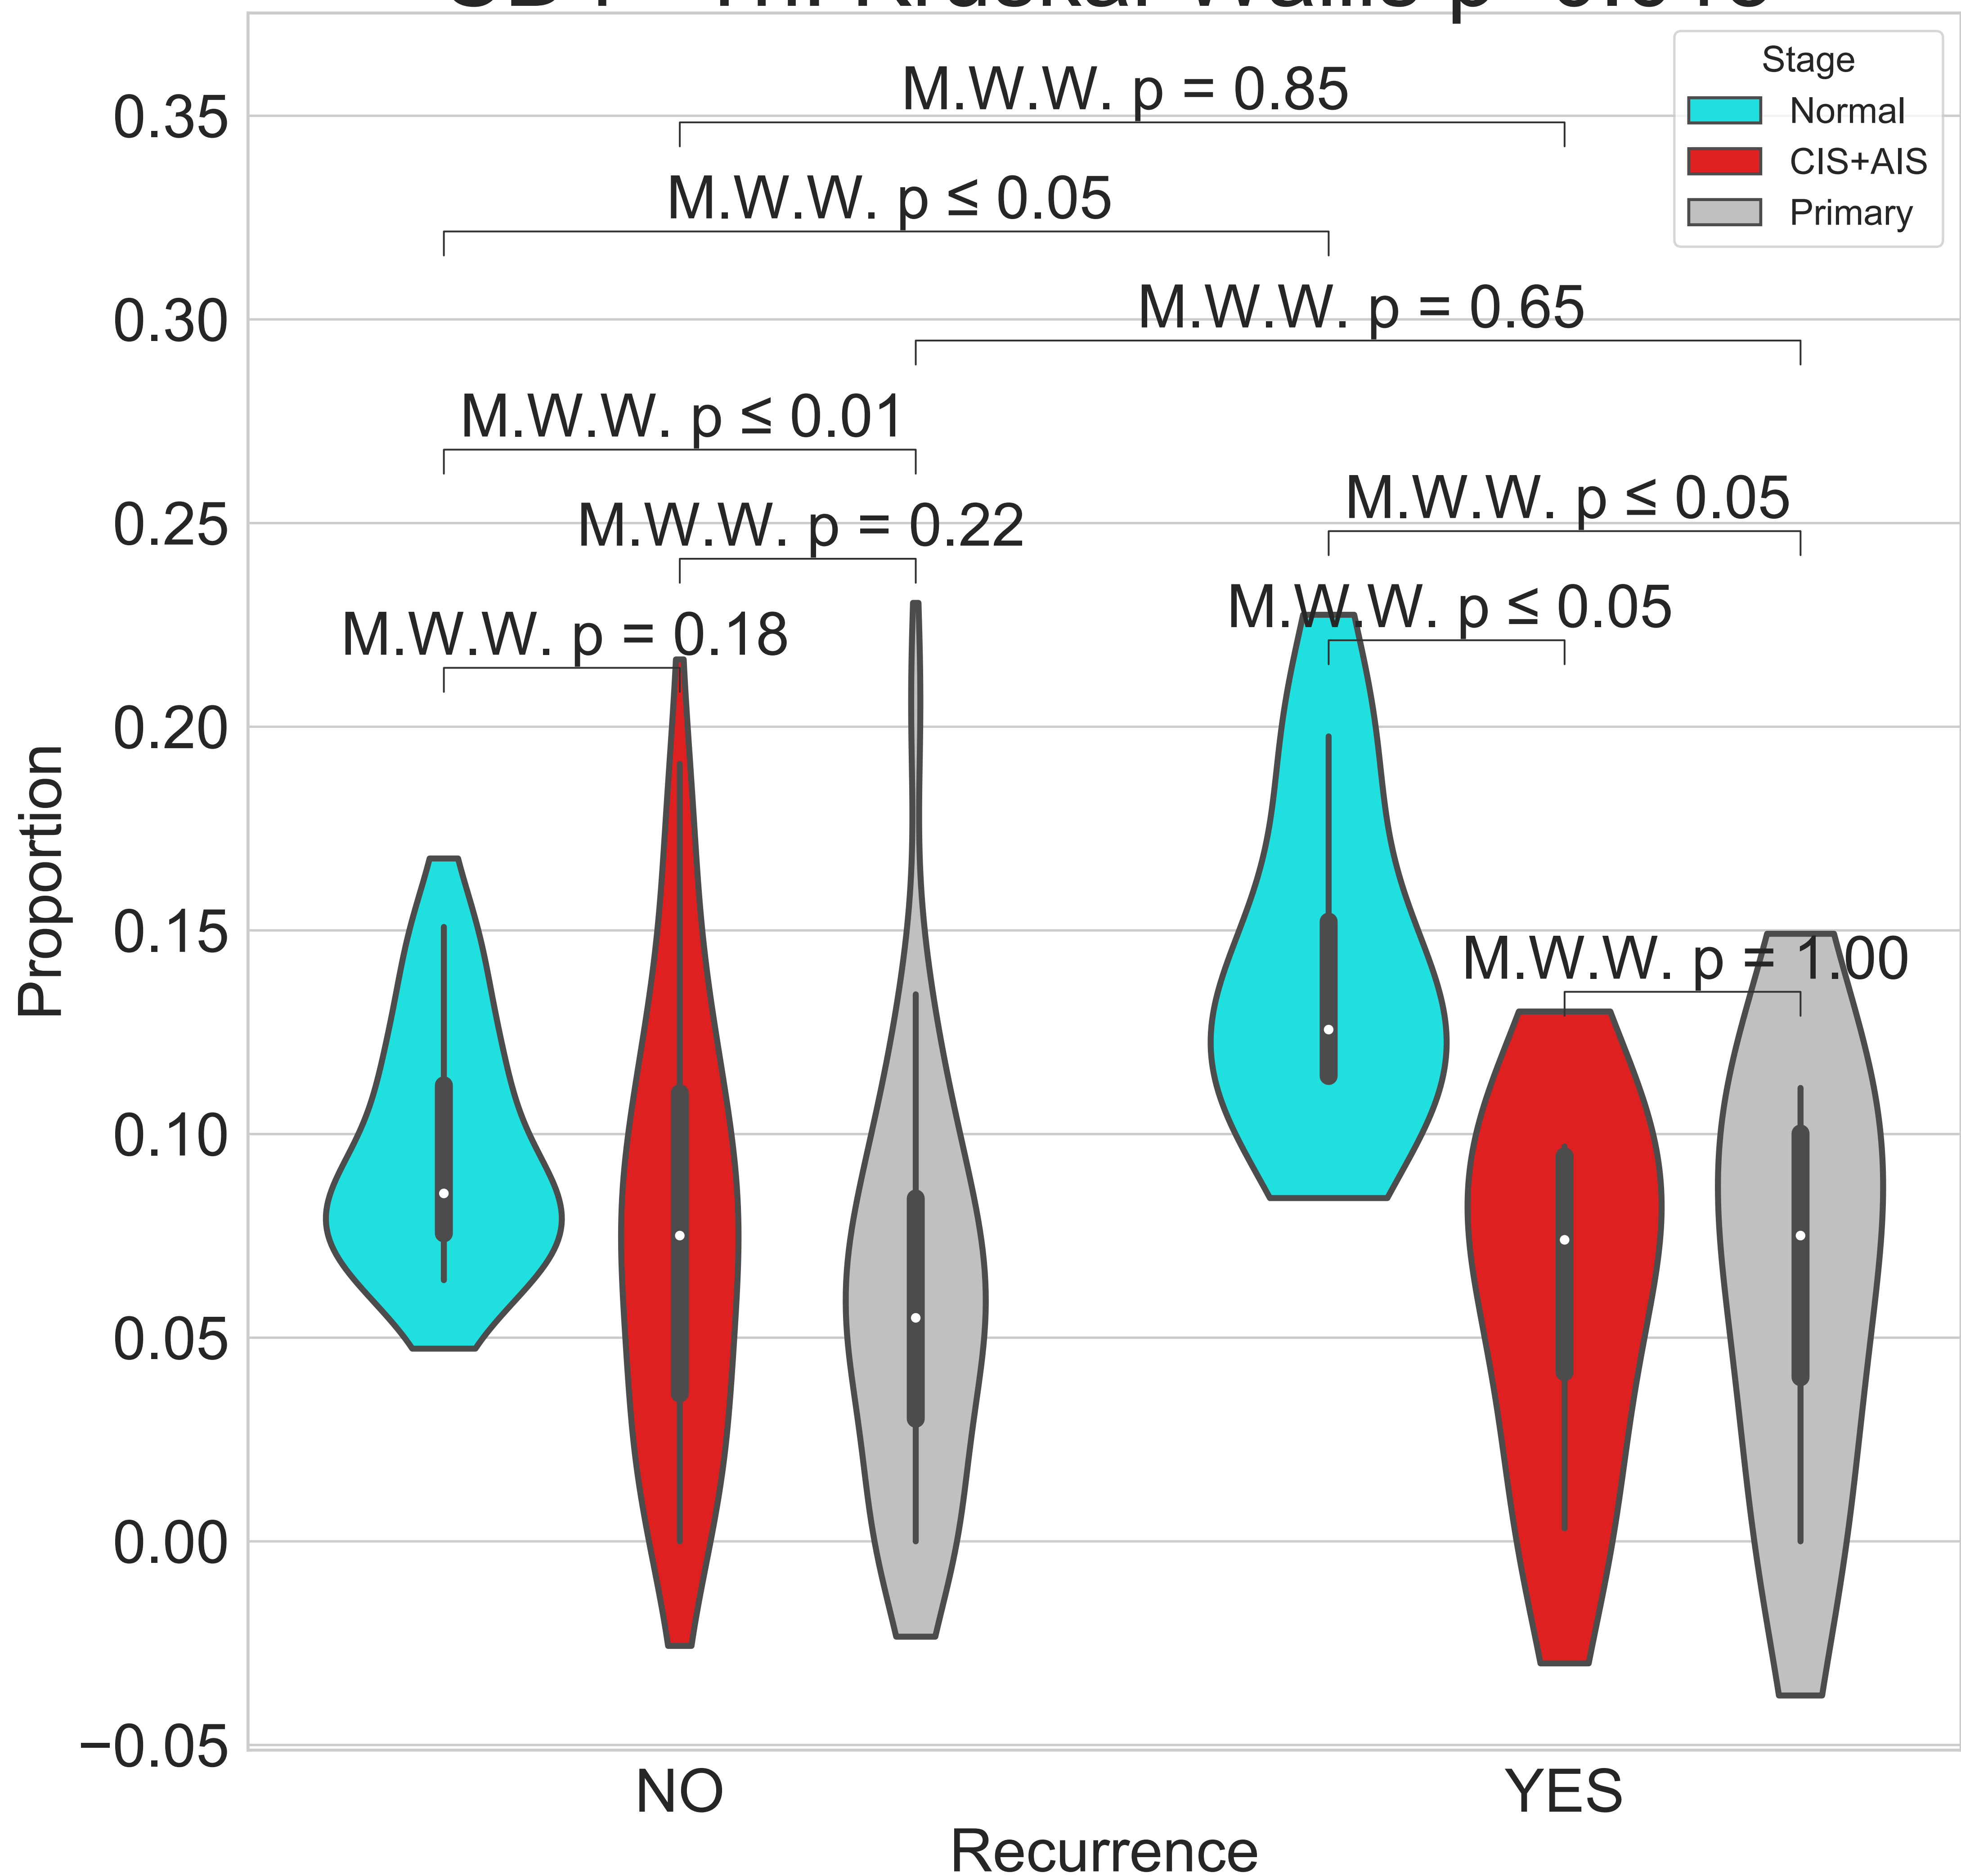 M.W.W. p = 0.85
M.W.W. p ≤ 0.05
M.W.W. p = 0.65
M.W.W. p ≤ 0.01
M.W.W. p ≤ 0.05
M.W.W. p = 0.22
M.W.W. p ≤ 0.05
M.W.W. p = 0.18
M.W.W. p = 1.00
Stage
Normal
CIS+AIS
Primary
Proportion
0.35
0.30
0.25
0.20
0.15
0.10
0.05
0.00
−0.05
NO
YES
Recurrence